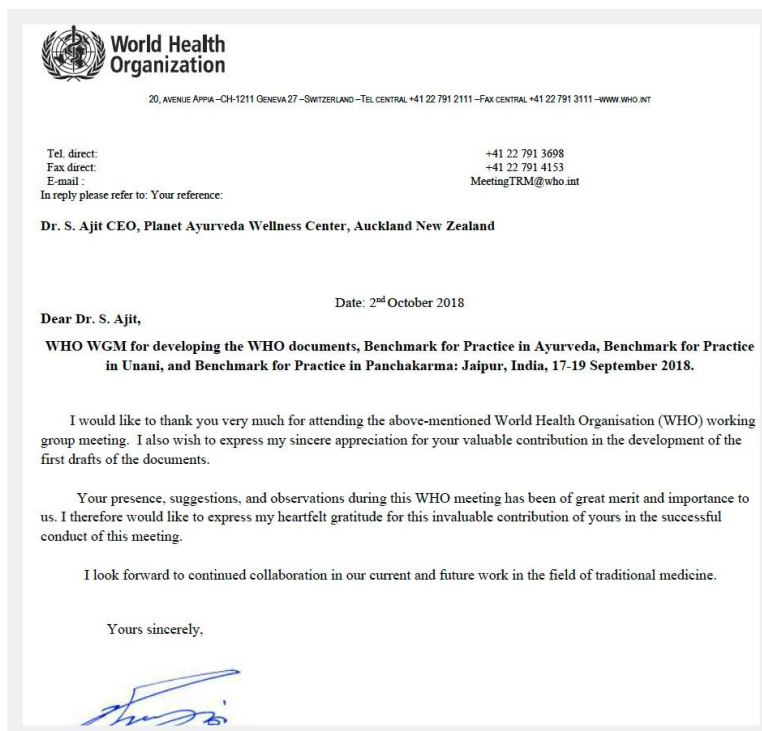 World Health
Organization
20, AVENUE APPIA –CH-1211 GENEVA 27 –SWITZERLAND –TEL CENTRAL +41 22 791 2111 –FAX CENTRAL +41 22 791 3111 –WWW.WHO.INT
Tel. direct: +41 22 791 3698
Fax direct: +41 22 791 4153
E-mail : MeetingTRM@who.int
In reply please refer to: Your reference:
Dr. S. Ajit CEO, Planet Ayurveda Wellness Center, Auckland New Zealand
Date: 2nd October 2018
Dear Dr. S. Ajit,
WHO WGM for developing the WHO documents, Benchmark for Practice in Ayurveda, Benchmark for Practice
in Unani, and Benchmark for Practice in Panchakarma: Jaipur, India, 17-19 September 2018.
I would like to thank you very much for attending the above-mentioned World Health Organisation (WHO) working
group meeting. I also wish to express my sincere appreciation for your valuable contribution in the development of the
first drafts of the documents.
Your presence, suggestions, and observations during this WHO meeting has been of great merit and importance to
us. I therefore would like to express my heartfelt gratitude for this invaluable contribution of yours in the successful
conduct of this meeting.
I look forward to continued collaboration in our current and future work in the field of traditional medicine.
Yours sincerely,